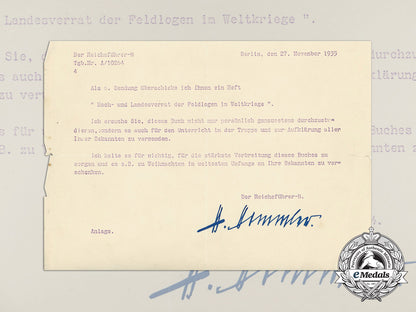 Landesverrat der Feldlogen im Weltkriege ".
Der Reichsführer-SS
Berlin, den 27. November 1935
Tgb.Nr. A/10244
4
Als a. Sendung überschicke ich Ihnen ein Heft
" Hoch- und Landesverrat der Feldlogen im Weltkriege ".
Ich ersuche Sie, dieses Buch nicht nur persönlich genauestens durchzustu-
dieren, sondern es auch für den Unterricht in der Truppe und zur Aufklärung aller
Ihrer Bekannten zu verwenden.
Ich halte es für richtig, für die stärkste Verbreitung dieses Buches zu
sorgen und es z.B. zu Weihnachten in weitestem Umfange an Ihre Bekannten zu ver-
schenken.
Der Reichsführer-SS.
H. Himmler.
Anlage.
eMedals